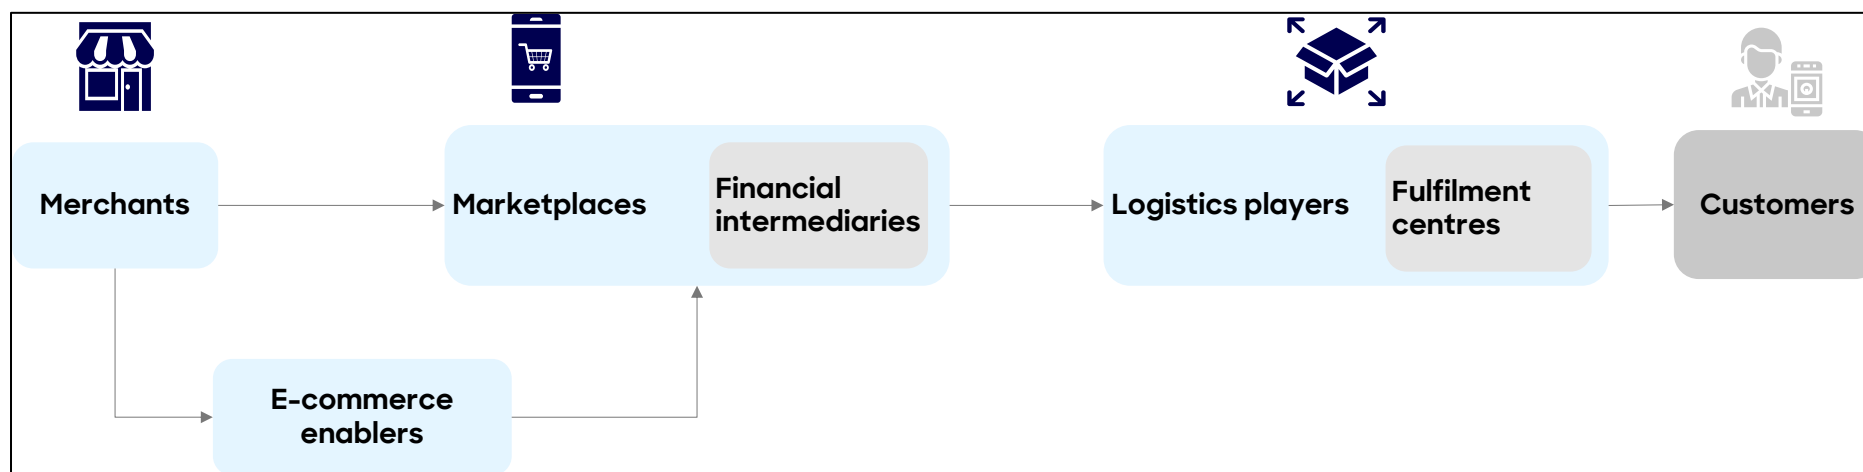 Merchants
Marketplaces
Financial
intermediaries
Logistics players
Fulfilment
centres
Customers
E-commerce
enablers